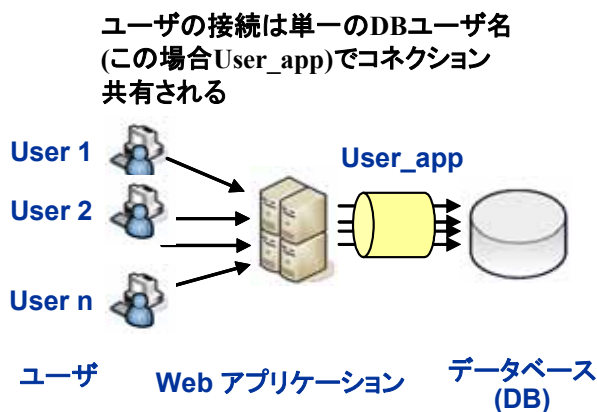 ユーザの接続は単一のDBユーザ名
(この場合User_app)でコネクション
共有される
User 1
User_app
User 2
User n
ユーザ
Web アプリケーション
データベース
(DB)